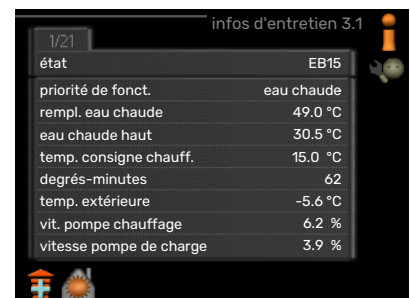 infos d'entretien 3.1
1/21
état EB15
priorité de fonct. eau chaude
rempl. eau chaude 49.0 °C
eau chaude haut 30.5 °C
temp. consigne chauff. 15.0 °C
degrés-minutes 62
temp. extérieure -5.6 °C
vit. pompe chauffage 6.2 %
vitesse pompe de charge 3.9 %